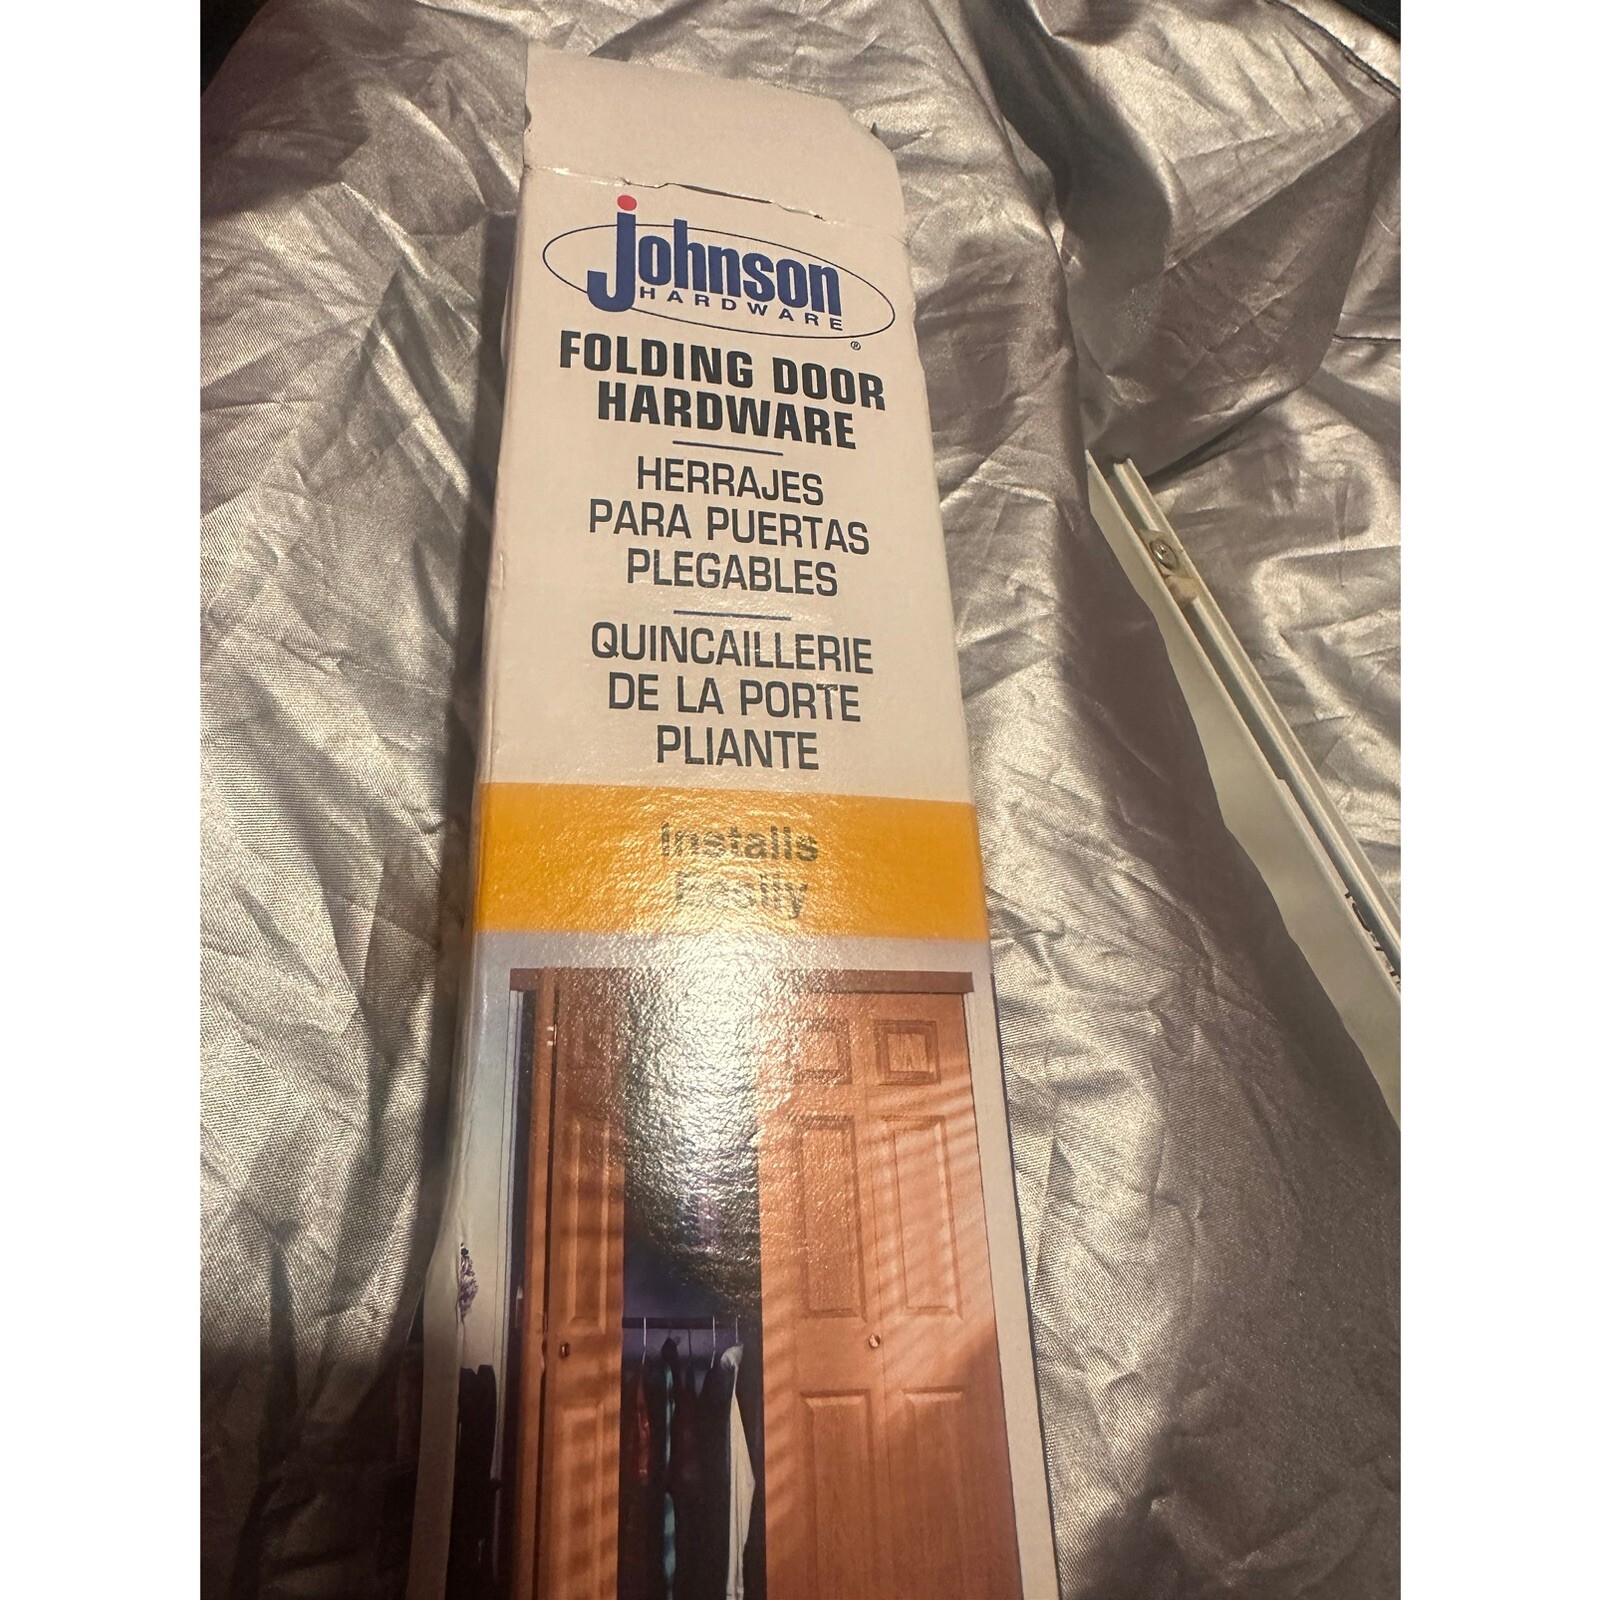 Johnson
HARDWARE
®
FOLDING DOOR
HARDWARE
HERRAJES
PARA PUERTAS
PLEGABLES
QUINCAILLERIE
DE LA PORTE
PLIANTE
Installs
Easily